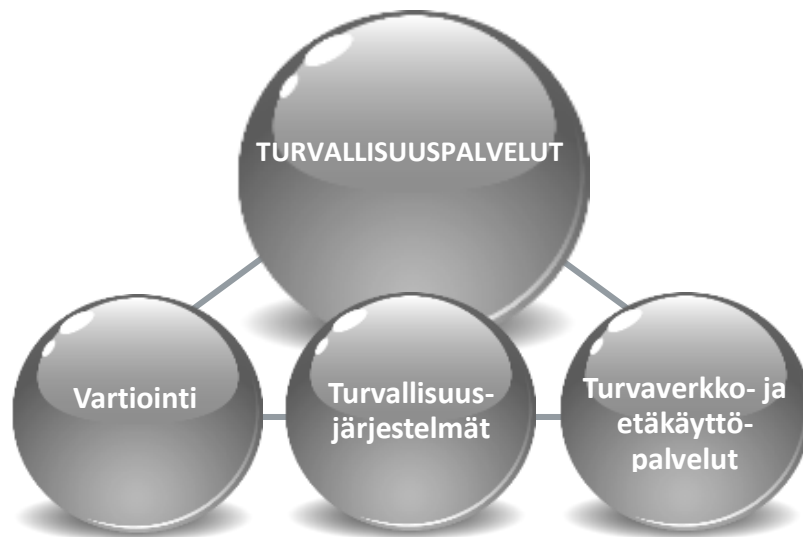 TURVALLISUUSPALVELUT
Vartiointi
Turvallisuus-
järjestelmät
Turvaverkko- ja
etäkäyttö-
palvelut